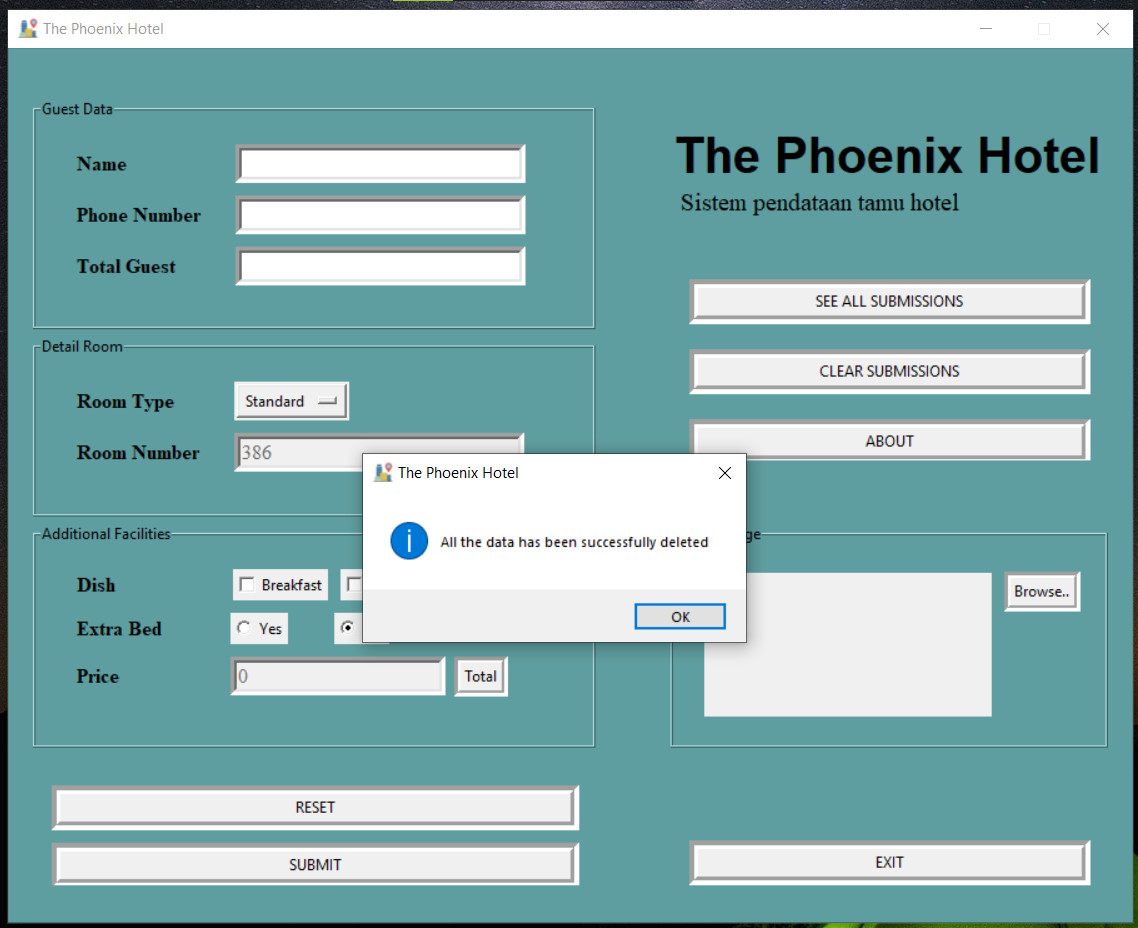 The Phoenix Hotel
Guest Data
Name
Phone Number
Total Guest
The Phoenix Hotel
Sistem pendataan tamu hotel
SEE ALL SUBMISSIONS
CLEAR SUBMISSIONS
ABOUT
Detail Room
Room Type
Standard
Room Number
386
The Phoenix Hotel
All the data has been successfully deleted
OK
Additional Facilities
Dish
Breakfast
Extra Bed
Yes
Price
0
Total
Browse..
RESET
SUBMIT
EXIT